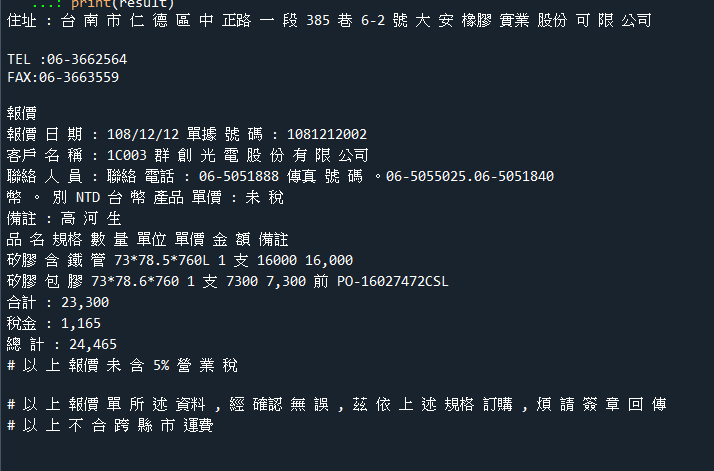 ...: print(result)
住址 : 台 南 市 仁 德 區 中 正路 一 段 385 巷 6-2 號 大 安 橡膠 實業 股份 可 限 公司
TEL :06-3662564
FAX:06-3663559
報價
報價 日 期 : 108/12/12 單據 號 碼 : 1081212002
客戶 名 稱 : 1C003 群 創 光 電 股 份 有 限 公司
聯絡 人 員 : 聯絡 電話 : 06-5051888 傳真 號 碼 。06-5055025.06-5051840
幣 。 別 NTD 台 幣 產品 單價 : 未 稅
備註 : 高 河 生
品 名 規格 數 量 單位 單價 金 額 備註
矽膠 含 鐵 管 73*78.5*760L 1 支 16000 16,000
矽膠 包 膠 73*78.6*760 1 支 7300 7,300 前 PO-16027472CSL
合計 : 23,300
稅金 : 1,165
總 計 : 24,465
# 以 上 報價 未 含 5% 營 業 稅
# 以 上 報價 單 所 述 資料 , 經 確認 無 誤 , 茲 依 上 述 規格 訂購 , 煩 請 簽 章 回 傳
# 以 上 不 合 跨 縣 市 運費